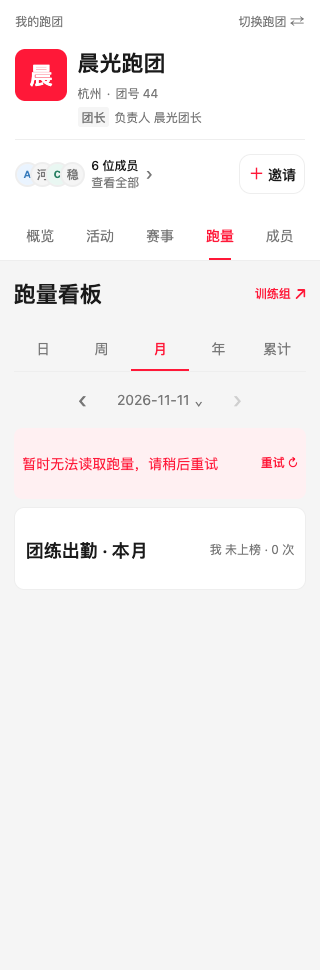 我的跑团
切换跑团
晨
晨光跑团
杭州 · 团号 44
团长 负责人 晨光团长
A 河 C 稳
6 位成员
查看全部
邀请
概览 活动 赛事 跑量 成员
跑量看板
训练组
日 周 月 年 累计
2026-11-11
暂时无法读取跑量，请稍后重试
重试
团练出勤 · 本月
我 未上榜 · 0 次